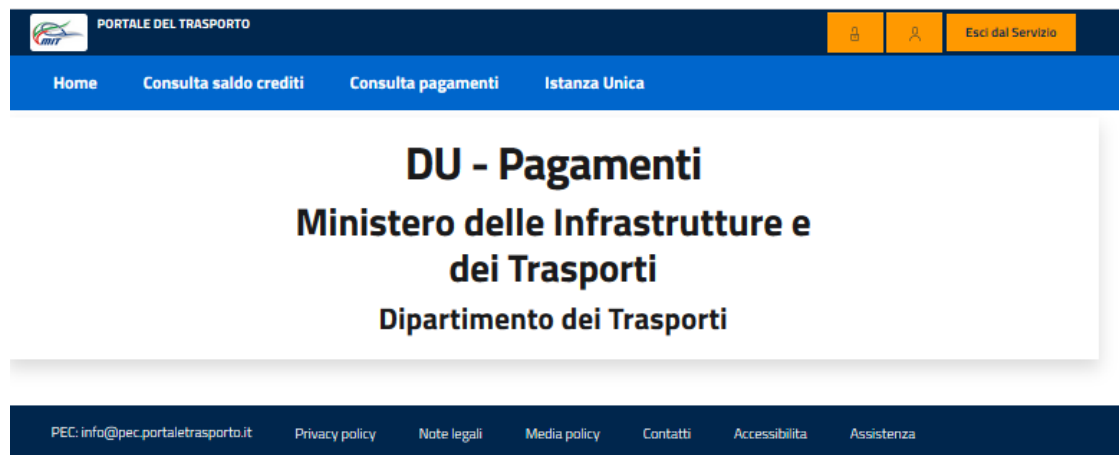 PORTALE DEL TRASPORTO
mit
Esci dal Servizio
Home Consulta saldo crediti Consulta pagamenti Istanza Unica
DU - Pagamenti
Ministero delle Infrastrutture e
dei Trasporti
Dipartimento dei Trasporti
PEC: info@pec.portaletrasporto.it Privacy policy Note legali Media policy Contatti Accessibilita Assistenza